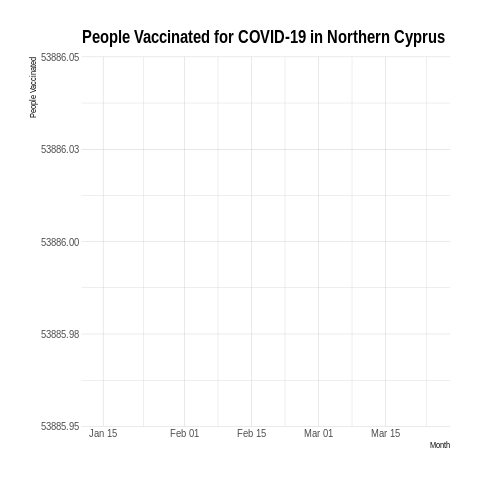 People Vaccinated for COVID-19 in Northern Cyprus
People Vaccinated
53886.05
53886.03
53886.00
53885.98
53885.95
Jan 15 Feb 01 Feb 15 Mar 01 Mar 15
Month